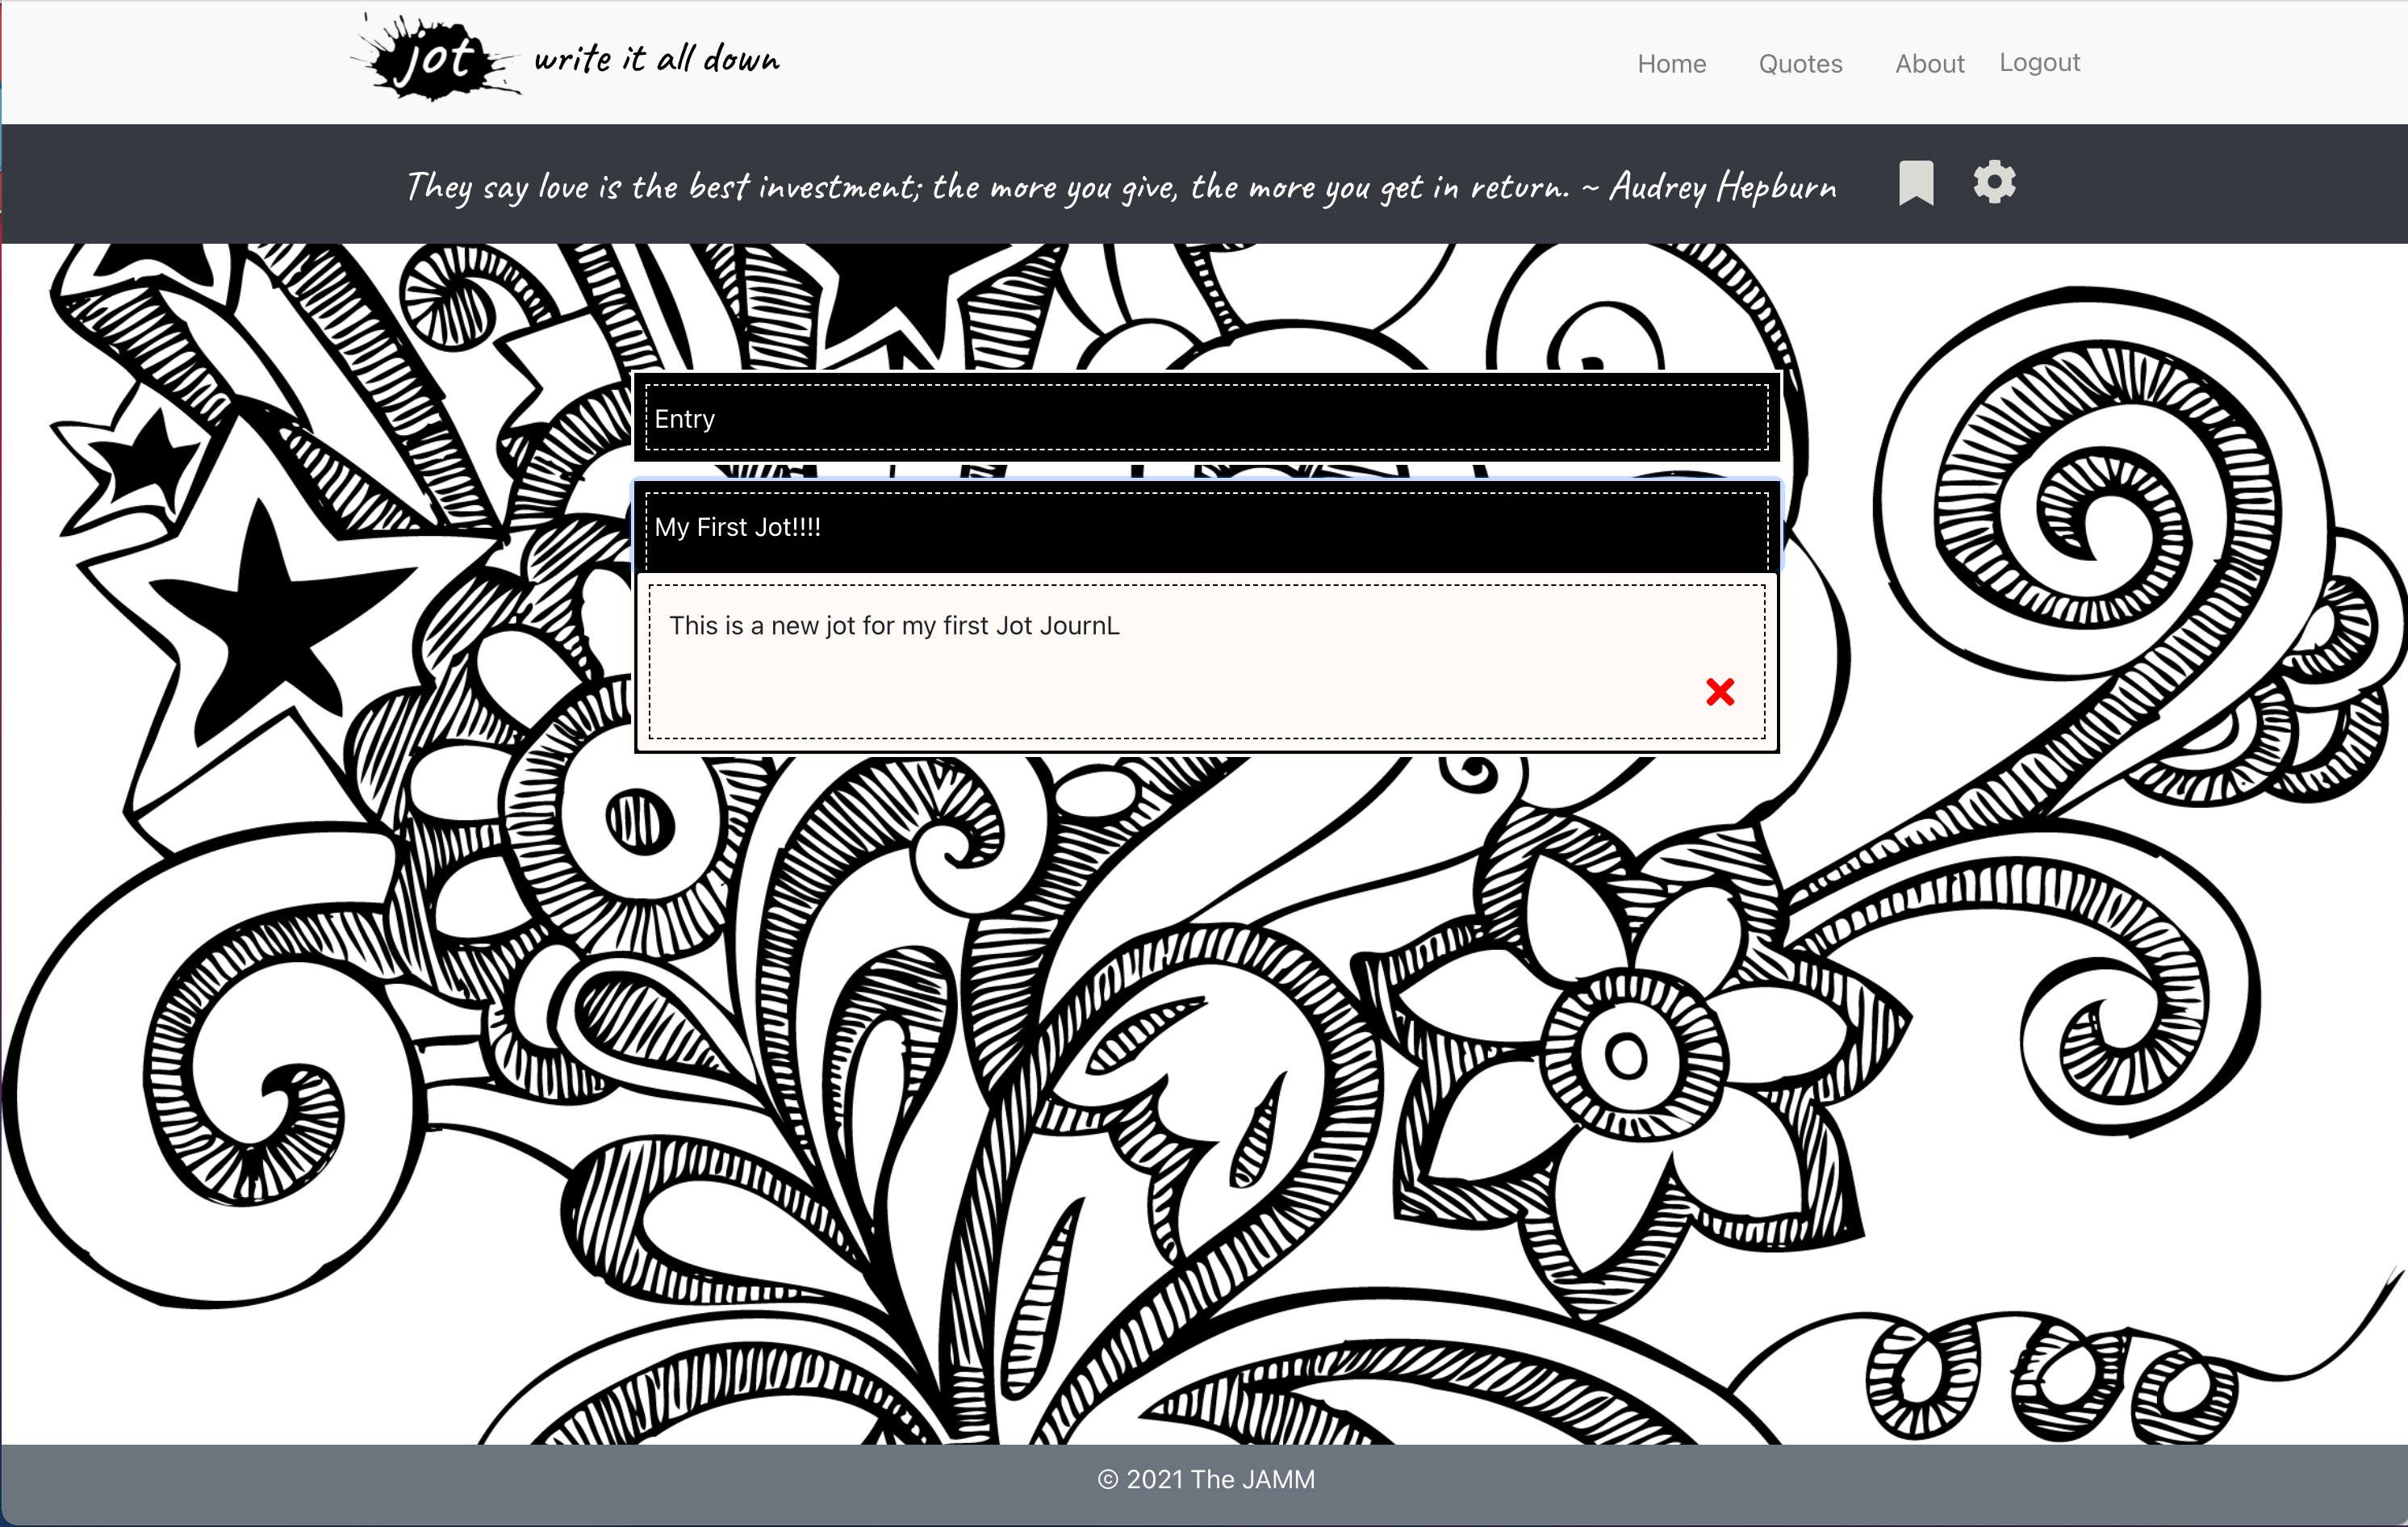 jot write it all down
Home Quotes About Logout
They say love is the best investment; the more you give, the more you get in return. ~ Audrey Hepburn
Entry
My First Jot!!!!
This is a new jot for my first Jot JournL
© 2021 The JAMM